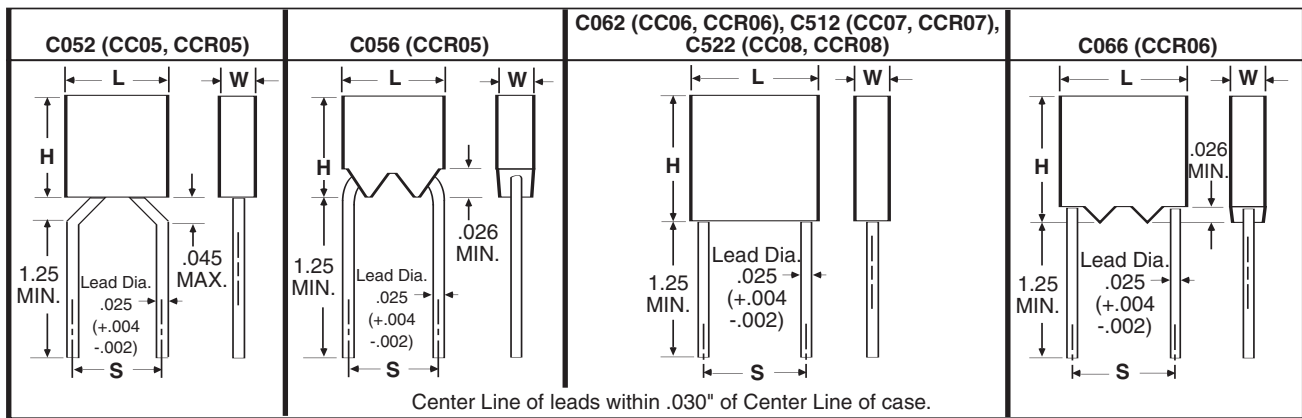 C052 (CC05, CCR05)
L
W
H
1.25
MIN.
.045
MAX.
Lead Dia.
.025
(+.004
-.002)
S
C056 (CCR05)
L
W
H
.026
MIN.
1.25
MIN.
Lead Dia.
.025
(+.004
-.002)
S
C062 (CC06, CCR06), C512 (CC07, CCR07),
C522 (CC08, CCR08)
L
W
H
1.25
MIN.
Lead Dia.
.025
(+.004
-.002)
S
C066 (CCR06)
L
W
H
.026
MIN.
1.25
MIN.
Lead Dia.
.025
(+.004
-.002)
S
Center Line of leads within .030" of Center Line of case.